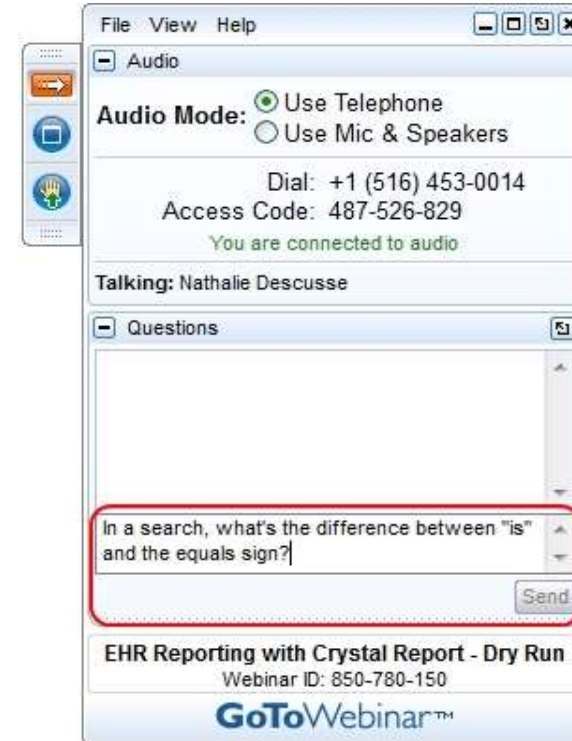 File View Help
Audio
Audio Mode: Use Telephone
Use Mic & Speakers
Dial: +1 (516) 453-0014
Access Code: 487-526-829
You are connected to audio
Talking: Nathalie Descusse
Questions
In a search, what's the difference between "is"
and the equals sign?
Send
EHR Reporting with Crystal Report - Dry Run
Webinar ID: 850-780-150
GoToWebinar™